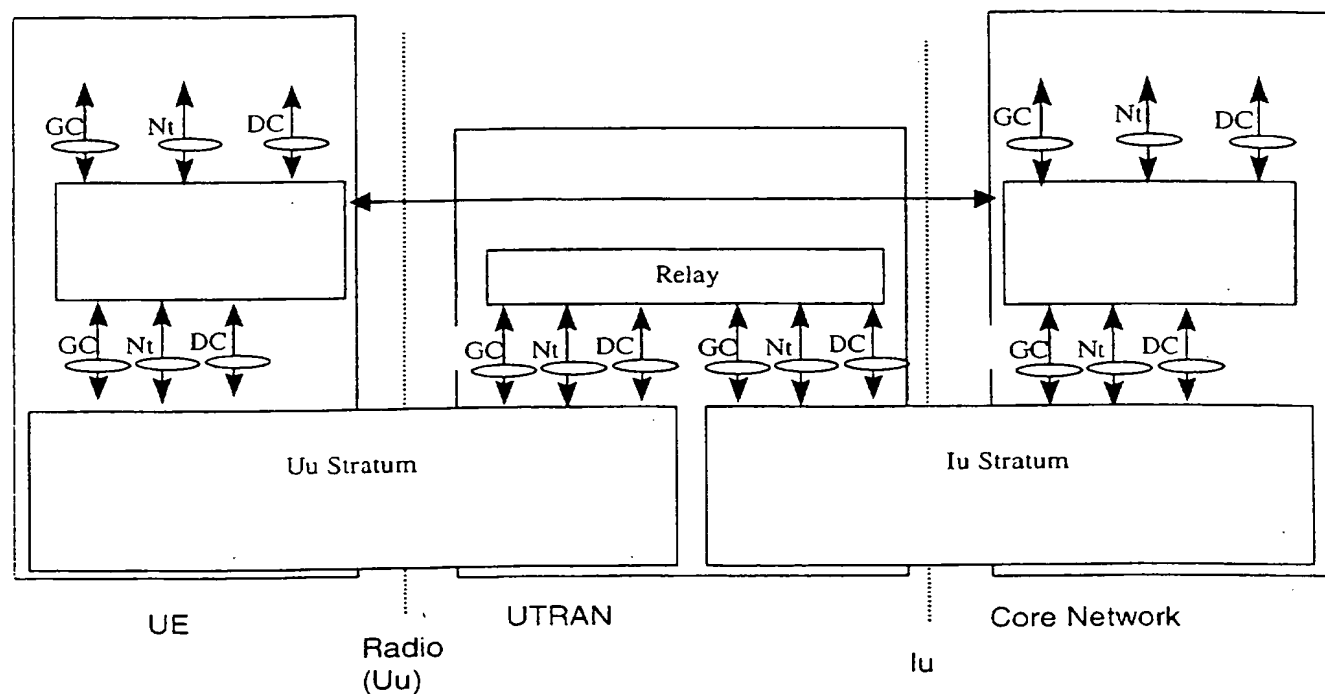 GC Nt DC
GC Nt DC
Relay
GC Nt DC
GC Nt DC
GC Nt DC
GC Nt DC
Uu Stratum
Iu Stratum
UE
Radio
(Uu)
UTRAN
Iu
Core Network